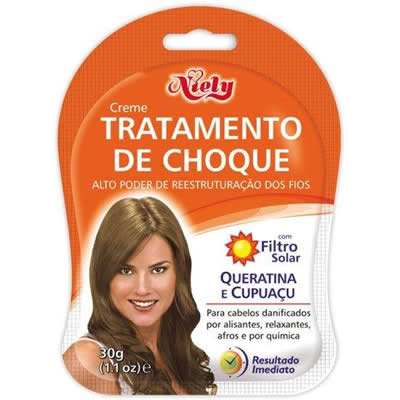 Niely
Creme
TRATAMENTO
DE CHOQUE
ALTO PODER DE REESTRUTURAÇÃO DOS FIOS
com
Filtro
Solar
QUERATINA
E CUPUAÇU
Para cabelos danificados
por alisantes, relaxantes,
afros e por química
30g
(1.1 oz) e
Resultado
Imediato